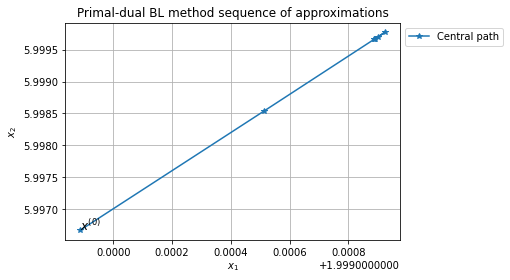 Primal-dual BL method sequence of approximations
Central path
5.9995
5.9990
5.9985
5.9980
5.9975
5.9970
x₂
x⁽⁰⁾
0.0000 0.0002 0.0004 0.0006 0.0008
x₁
+1.9990000000